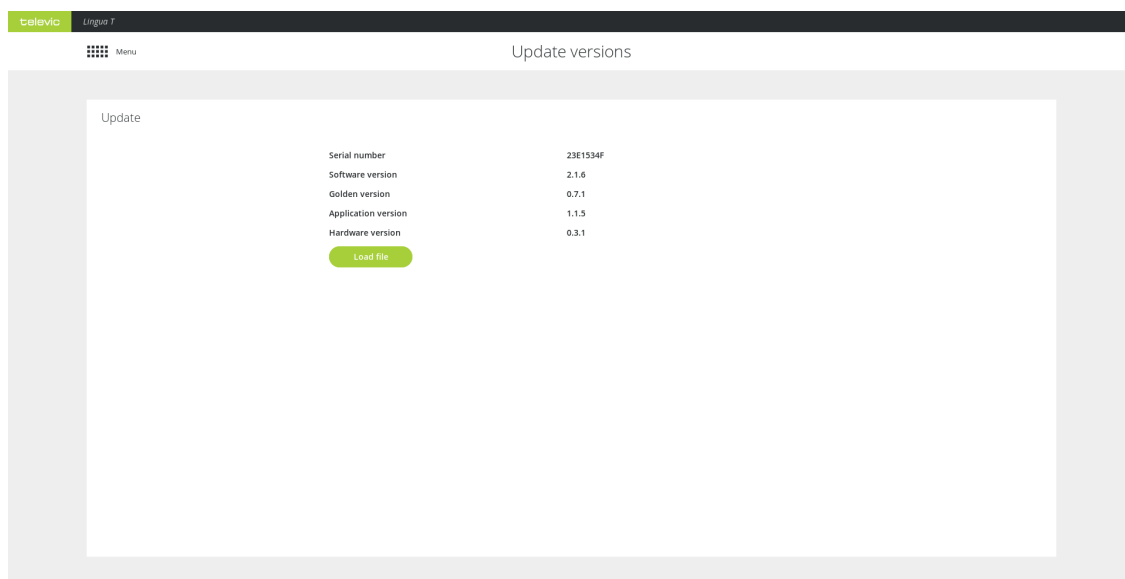 televic Lingua T
Menu Update versions
Update
Serial number 23E1534F
Software version 2.1.6
Golden version 0.7.1
Application version 1.1.5
Hardware version 0.3.1
Load file